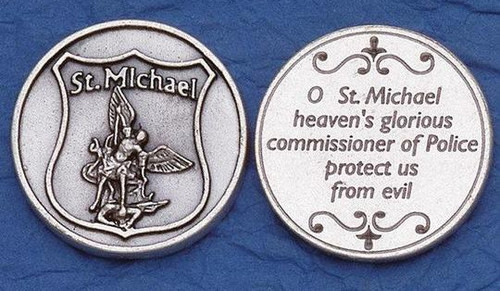 St. Michael
O St. Michael
heaven's glorious
commissioner of Police
protect us
from evil